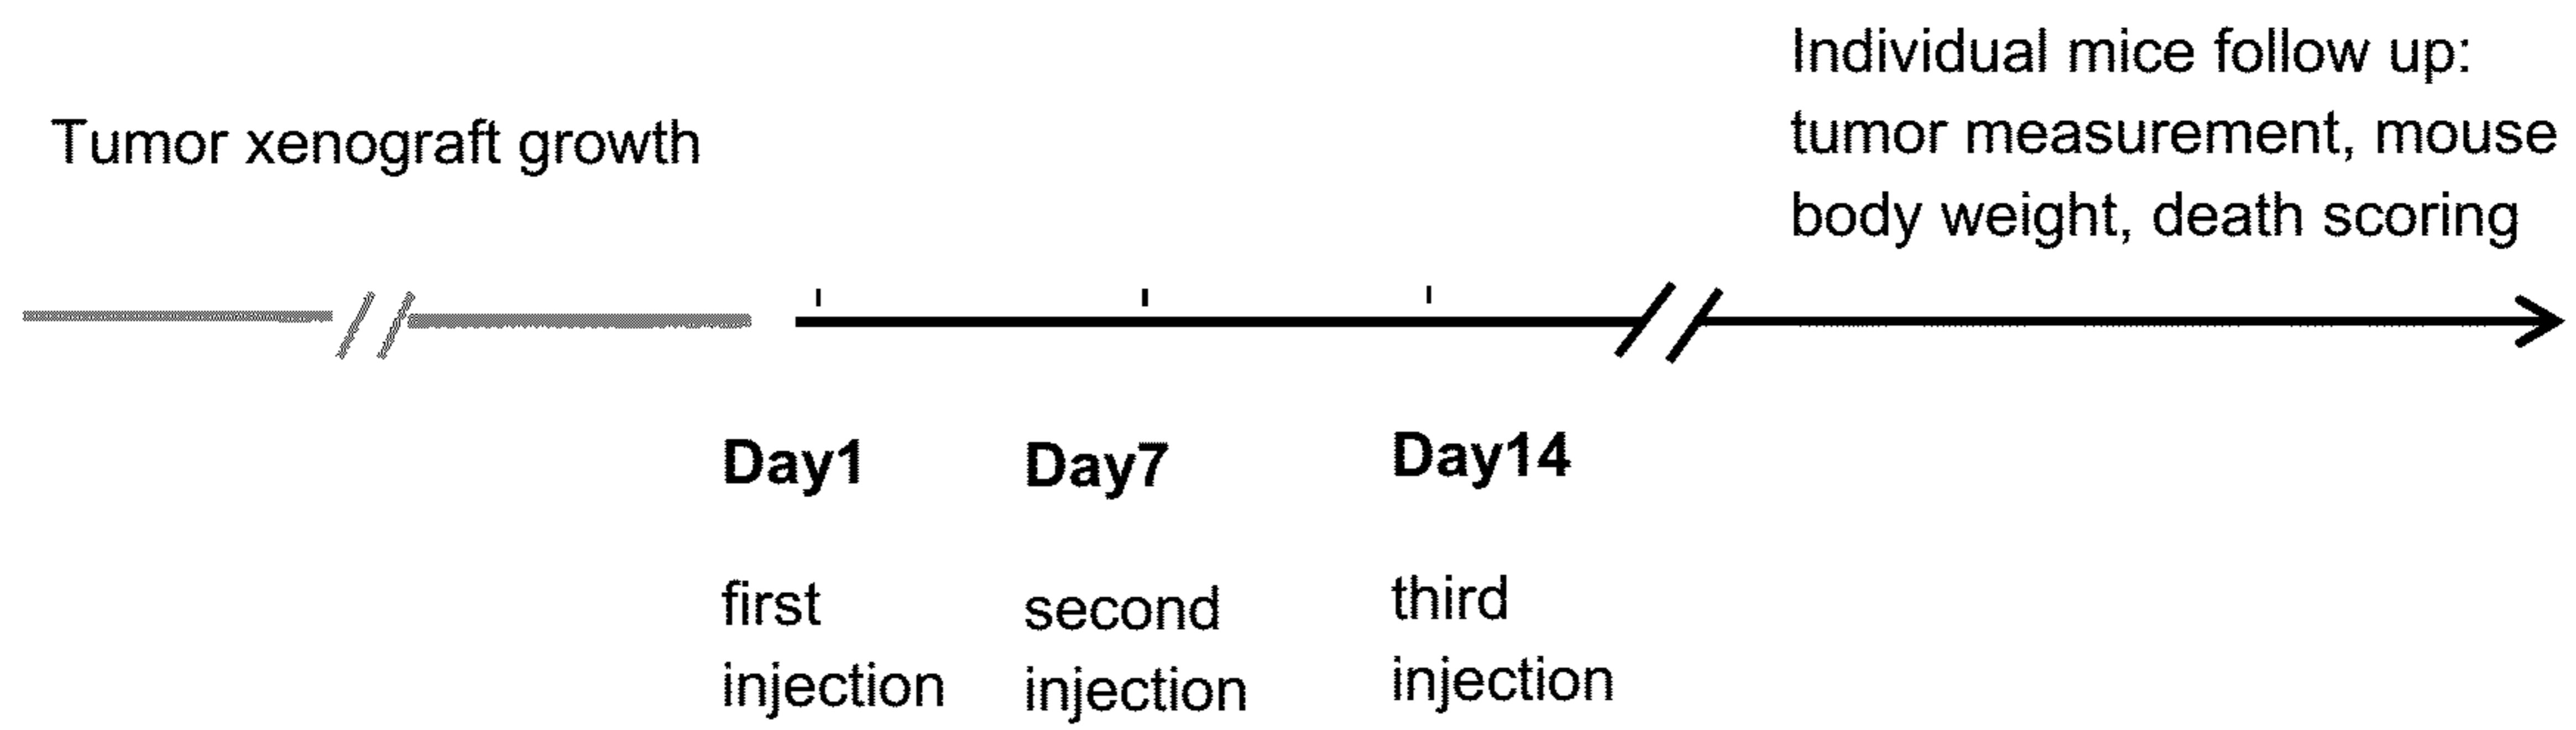 Tumor xenograft growth
Individual mice follow up:
tumor measurement, mouse
body weight, death scoring
Day1
first
injection
Day7
second
injection
Day14
third
injection